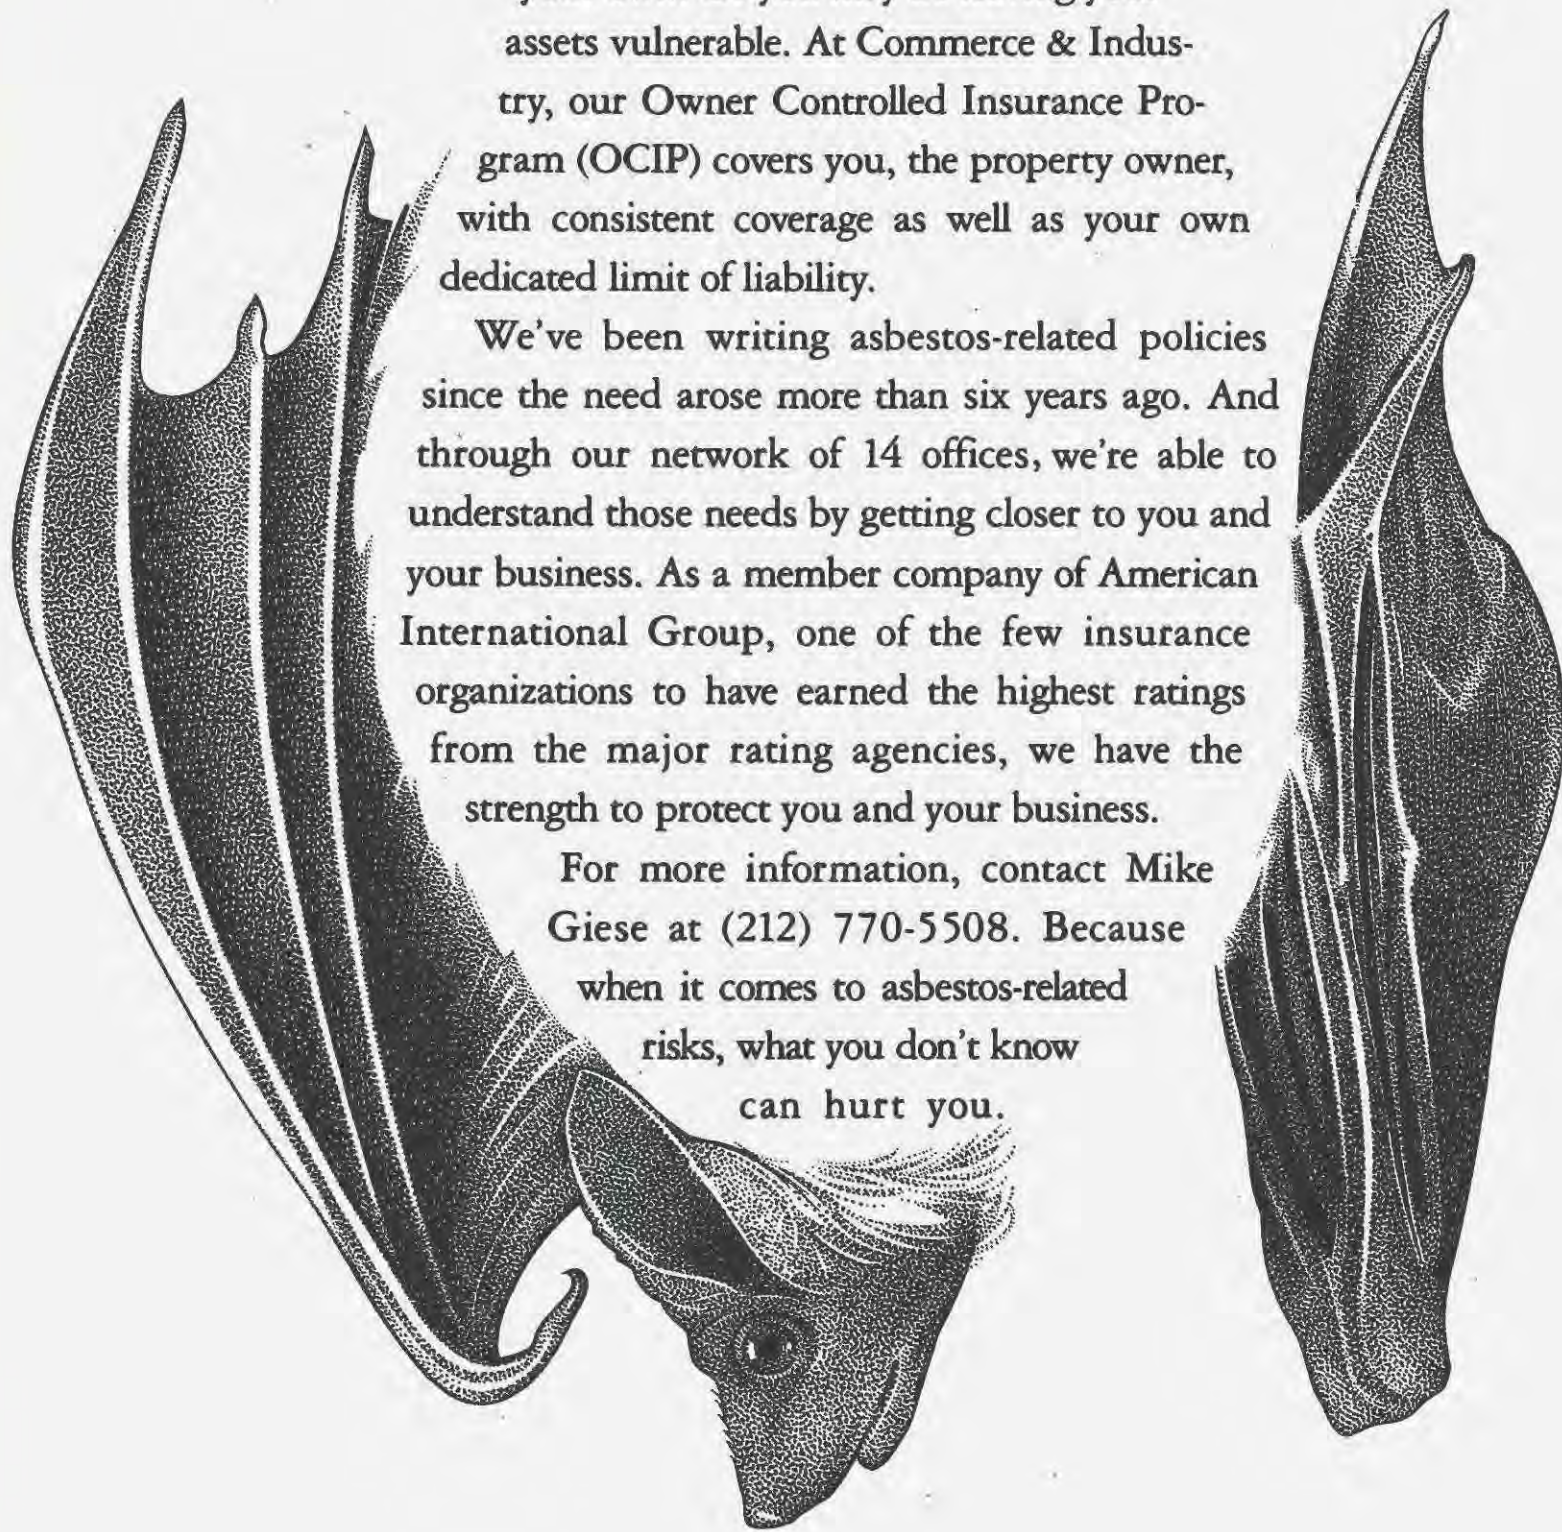 assets vulnerable. At Commerce & Indus-
try, our Owner Controlled Insurance Pro-
gram (OCIP) covers you, the property owner,
with consistent coverage as well as your own
dedicated limit of liability.
We've been writing asbestos-related policies
since the need arose more than six years ago. And
through our network of 14 offices, we're able to
understand those needs by getting closer to you and
your business. As a member company of American
International Group, one of the few insurance
organizations to have earned the highest ratings
from the major rating agencies, we have the
strength to protect you and your business.
For more information, contact Mike
Giese at (212) 770-5508. Because
when it comes to asbestos-related
risks, what you don't know
can hurt you.